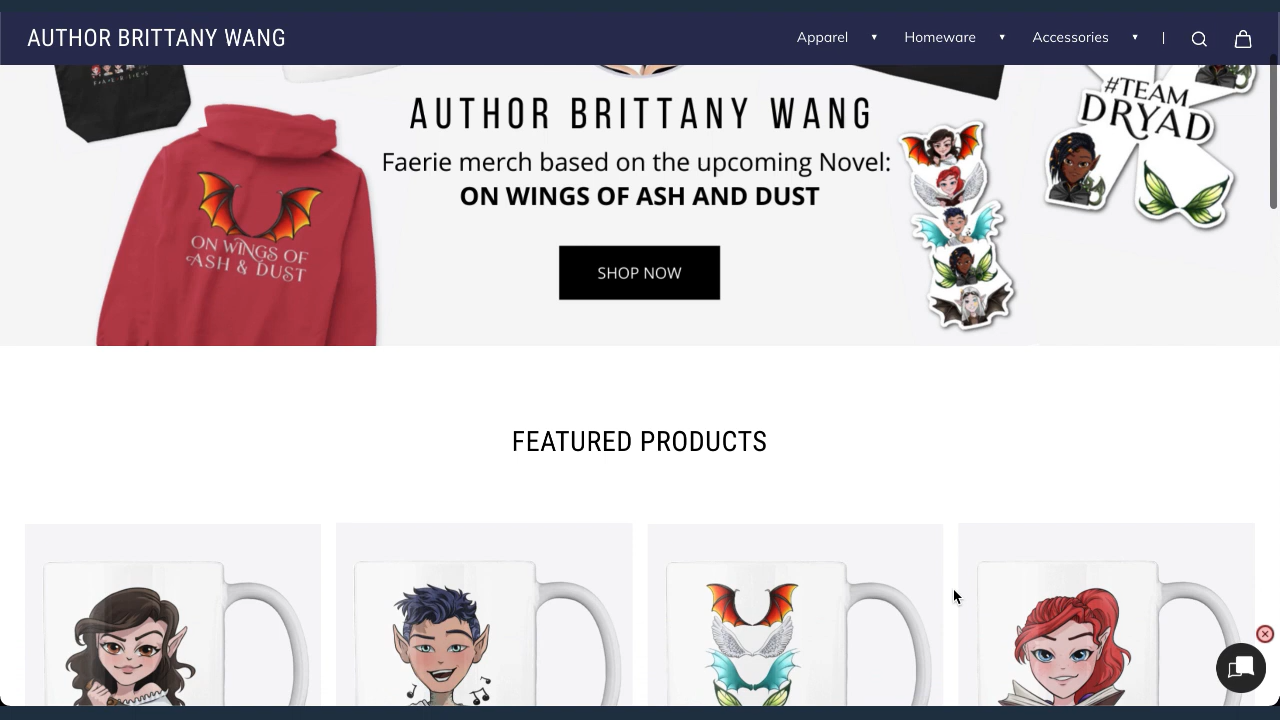 AUTHOR BRITTANY WANG
Apparel ▼ Homeware ▼ Accessories ▼ |
F·A·E·R·I·E·S
AUTHOR BRITTANY WANG
Faerie merch based on the upcoming Novel:
ON WINGS OF ASH AND DUST
SHOP NOW
ON WINGS OF
ASH & DUST
#TEAM
DRYAD
FEATURED PRODUCTS